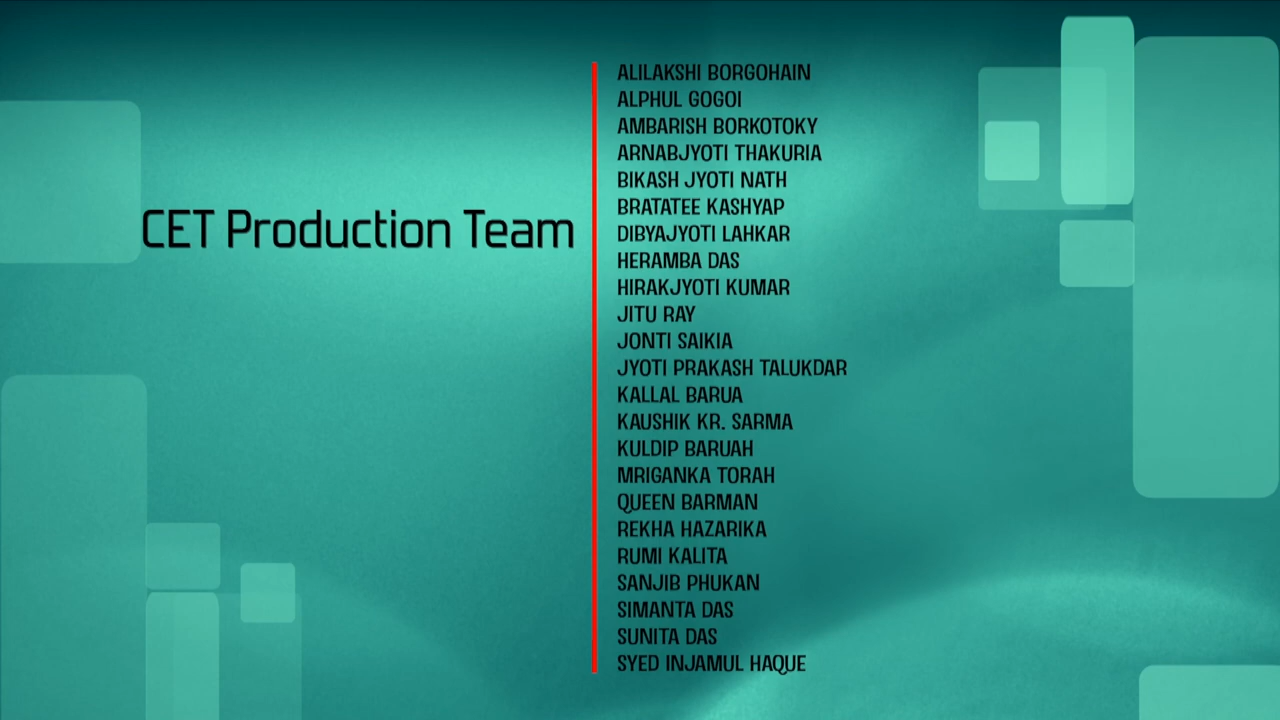 CET Production Team
ALILAKSHI BORGOHAIN
ALPHUL GOGOI
AMBARISH BORKOTOKY
ARNABJYOTI THAKURIA
BIKASH JYOTI NATH
BRATATEE KASHYAP
DIBYAJYOTI LAHKAR
HERAMBA DAS
HIRAKJYOTI KUMAR
JITU RAY
JONTI SAIKIA
JYOTI PRAKASH TALUKDAR
KALLAL BARUA
KAUSHIK KR. SARMA
KULDIP BARUAH
MRIGANKA TORAH
QUEEN BARMAN
REKHA HAZARIKA
RUMI KALITA
SANJIB PHUKAN
SIMANTA DAS
SUNITA DAS
SYED INJAMUL HAQUE